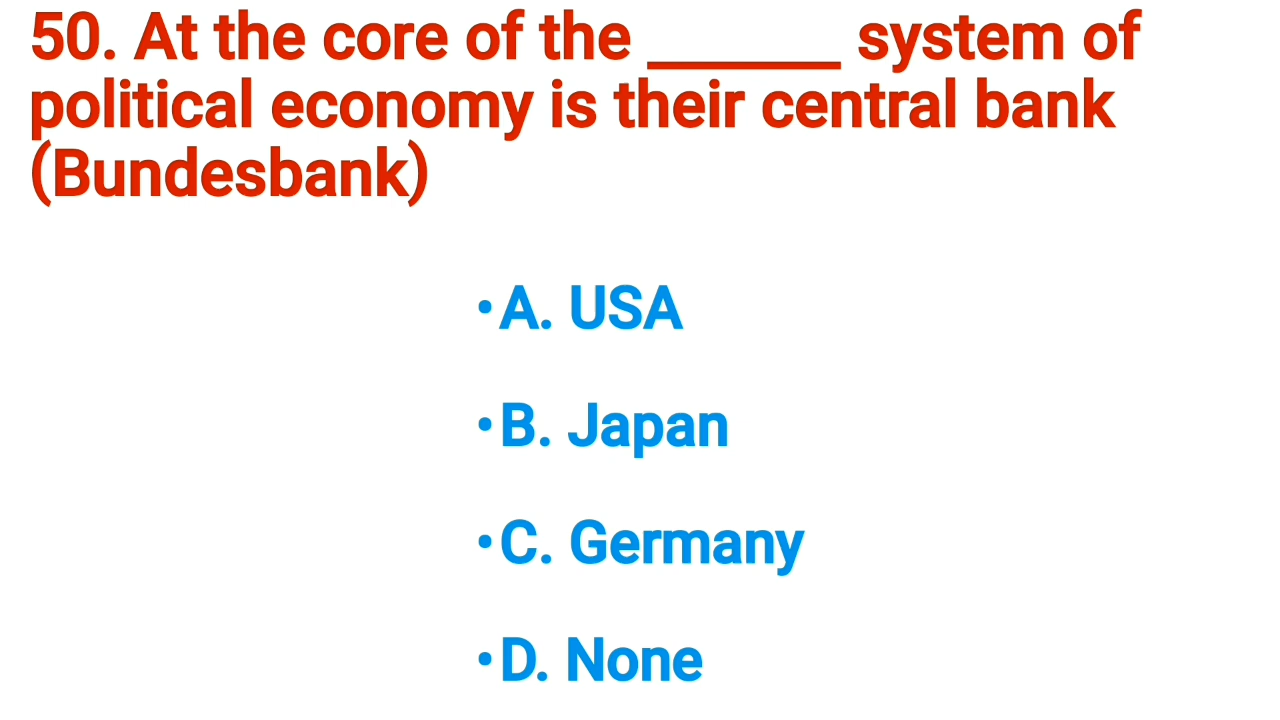 50. At the core of the ______ system of
political economy is their central bank
(Bundesbank)
•A. USA
•B. Japan
•C. Germany
•D. None